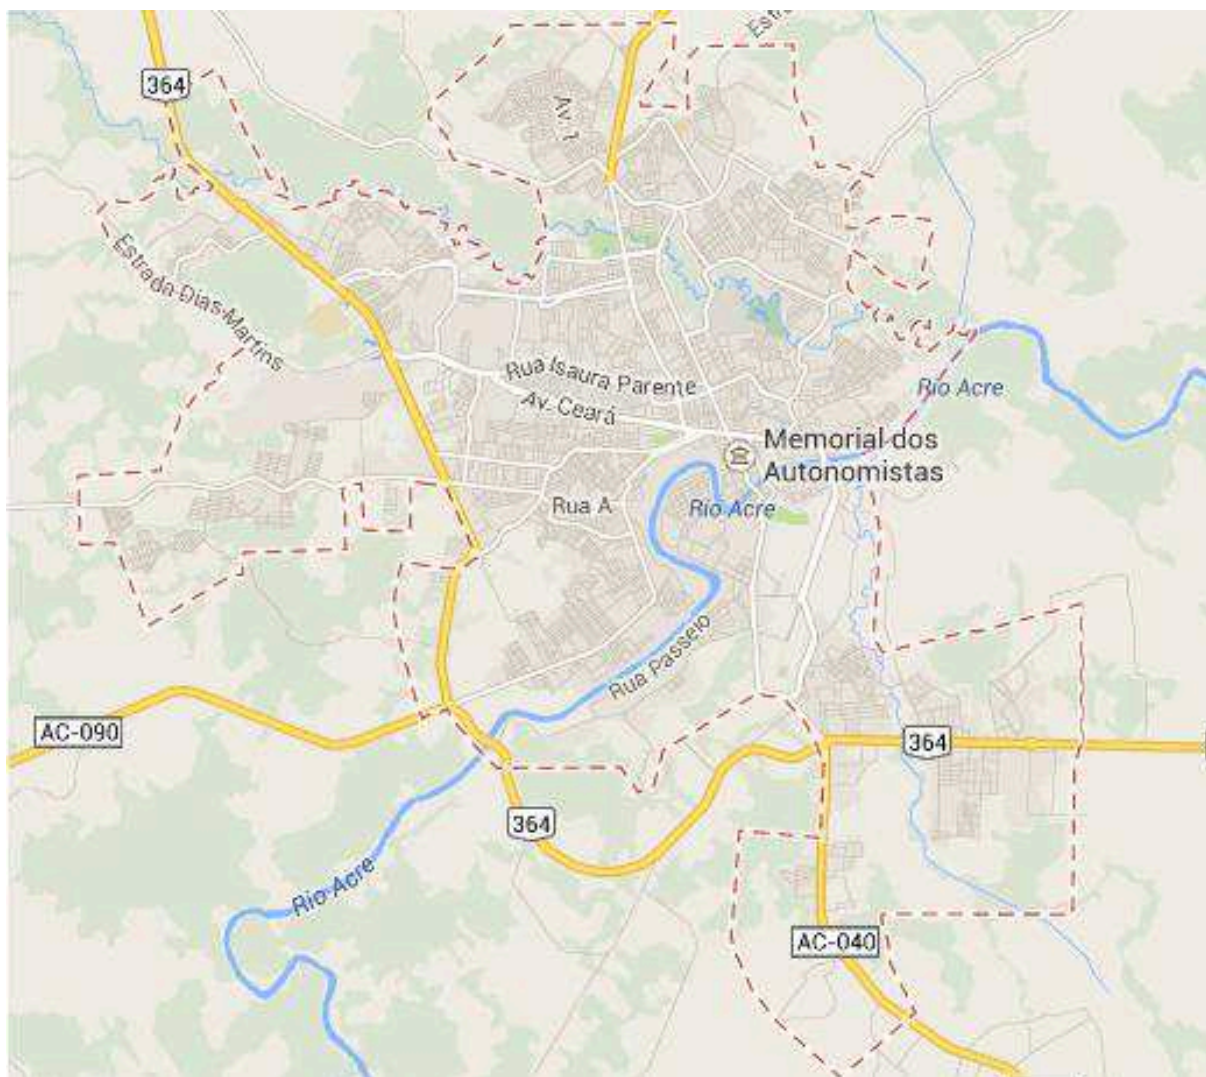 Estra
364
Av. 1
Estrada Dias Martins
Rua Isaura Parente
Rio Acre
Av. Ceará
Memorial dos
Autonomistas
Rua A
Rio Acre
Rua Passeio
AC-090
364
364
Rio Acre
AC-040